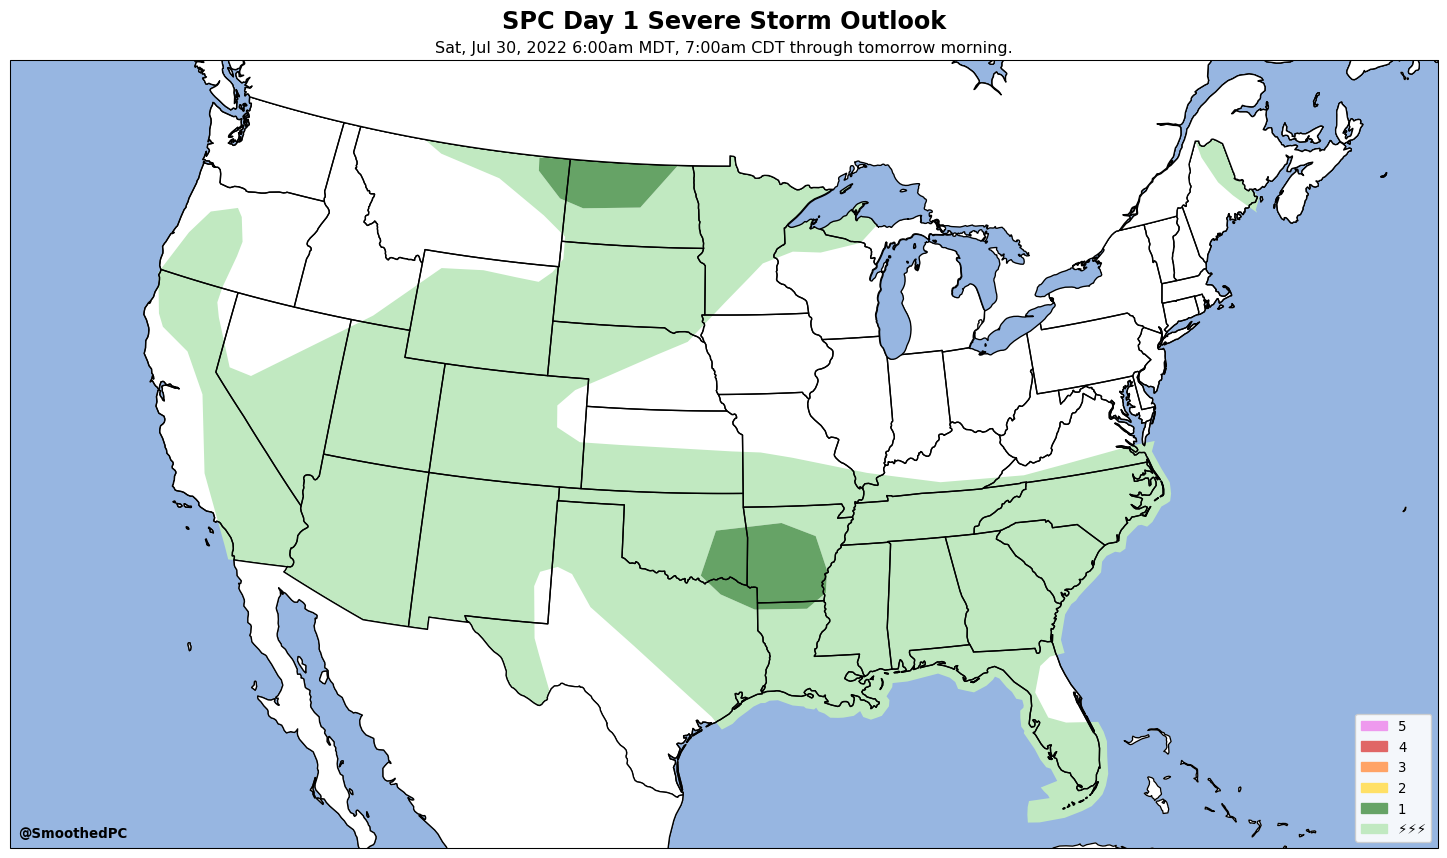 SPC Day 1 Severe Storm Outlook
Sat, Jul 30, 2022 6:00am MDT, 7:00am CDT through tomorrow morning.
5
4
3
2
1
⚡⚡⚡
@SmoothedPC